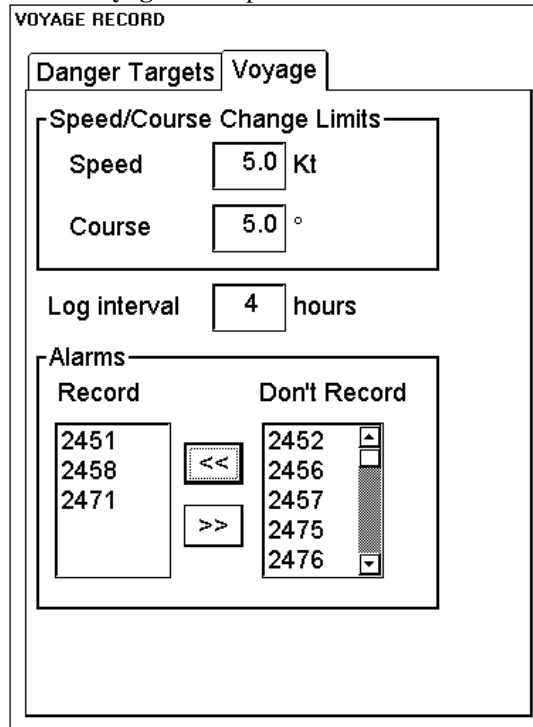 VOYAGE RECORD
Danger Targets Voyage
Speed/Course Change Limits
Speed 5.0 Kt
Course 5.0 °
Log interval 4 hours
Alarms
Record Don't Record
2451 2452
2458 << 2456
2471 2457
>> 2475
2476